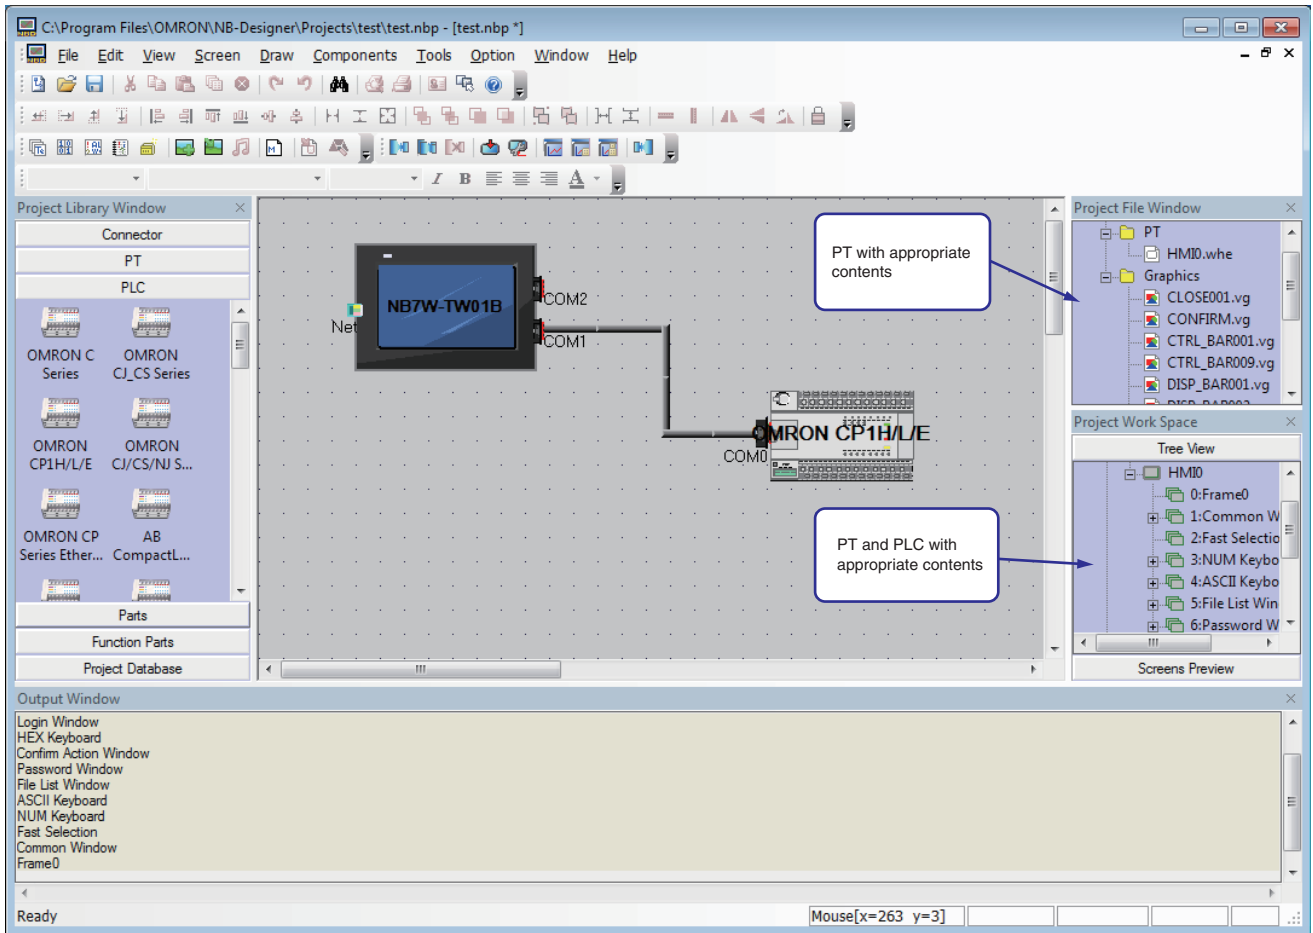 C:\Program Files\OMRON\NB-Designer\Projects\test\test.nbp - [test.nbp *]
File Edit View Screen Draw Components Tools Option Window Help
Project Library Window
Connector
PT
PLC
OMRON C
Series
OMRON
CJ_CS Series
OMRON
CP1H/L/E
OMRON
CJ/CS/NJ S...
OMRON CP
Series Ether...
AB
CompactL...
Parts
Function Parts
Project Database
NB7W-TW01B
Net
COM2
COM1
COM0
OMRON CP1H/L/E
PT with appropriate
contents
PT and PLC with
appropriate contents
Project File Window
PT
HMI0.whe
Graphics
CLOSE001.vg
CONFIRM.vg
CTRL_BAR001.vg
CTRL_BAR009.vg
DISP_BAR001.vg
Project Work Space
Tree View
HMI0
0:Frame0
1:Common W
2:Fast Selectio
3:NUM Keybo
4:ASCII Keybo
5:File List Win
6:Password W
Screens Preview
Output Window
Login Window
HEX Keyboard
Confirm Action Window
Password Window
File List Window
ASCII Keyboard
NUM Keyboard
Fast Selection
Common Window
Frame0
Ready
Mouse[x=263 y=3]